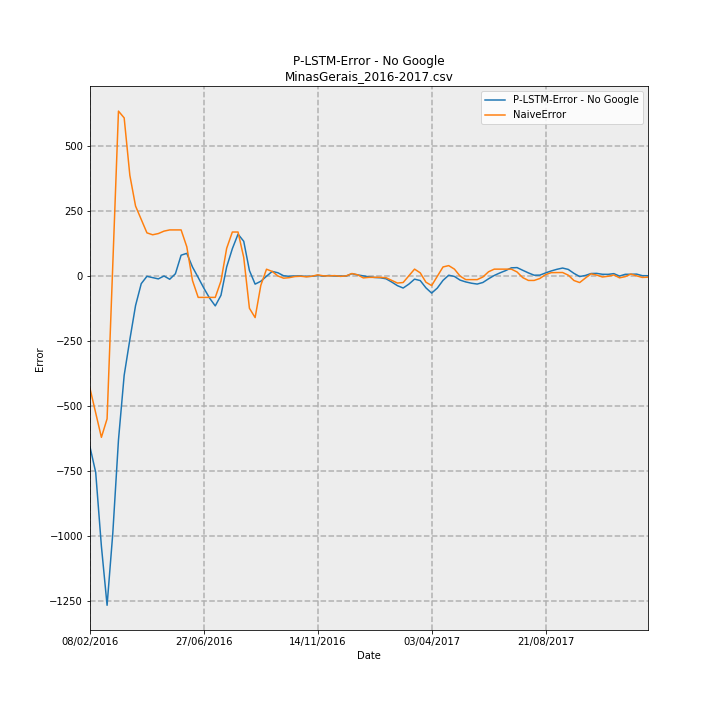 P-LSTM-Error - No Google
MinasGerais_2016-2017.csv
P-LSTM-Error - No Google
NaiveError
500
250
0
−250
−500
−750
−1000
−1250
Error
08/02/2016
27/06/2016
14/11/2016
03/04/2017
21/08/2017
Date